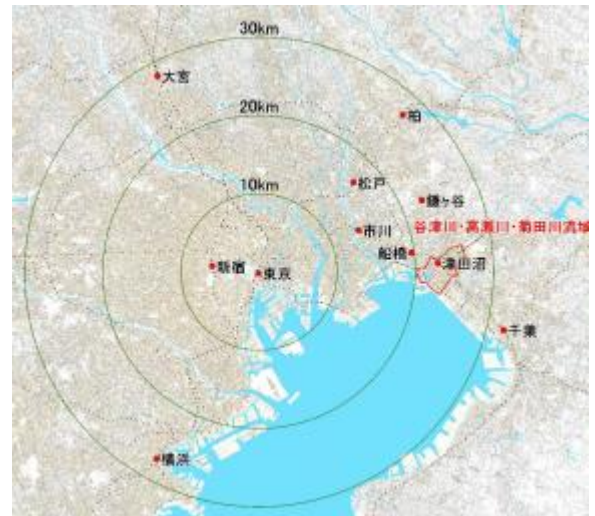 30km
大宮
20km
柏
松戸
10km
鎌ヶ谷
谷津川・高瀬川・菊田川流域
市川
船橋
津田沼
新宿
東京
千葉
横浜